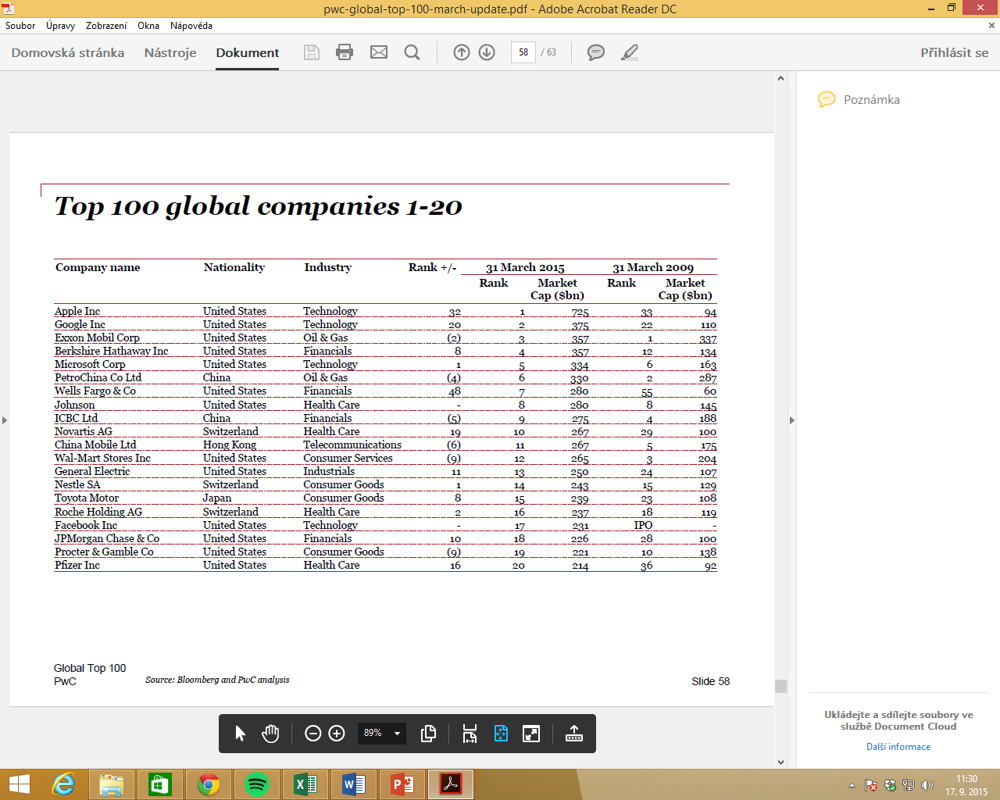 pwc-global-top-100-march-update.pdf - Adobe Acrobat Reader DC
Soubor Úpravy Zobrazení Okna Nápověda
Domovská stránka Nástroje Dokument 58 / 63 Přihlásit se
Poznámka
Top 100 global companies 1-20
Company name Nationality Industry Rank +/- 31 March 2015 31 March 2009
Rank Market Rank Market
Cap ($bn) Cap ($bn)
Apple Inc United States Technology 32 1 725 33 94
Google Inc United States Technology 20 2 375 22 110
Exxon Mobil Corp United States Oil & Gas (2) 3 357 1 337
Berkshire Hathaway Inc United States Financials 8 4 357 12 134
Microsoft Corp United States Technology 1 5 334 6 163
PetroChina Co Ltd China Oil & Gas (4) 6 330 2 287
Wells Fargo & Co United States Financials 48 7 280 55 60
Johnson United States Health Care - 8 280 8 145
ICBC Ltd China Financials (5) 9 275 4 188
Novartis AG Switzerland Health Care 19 10 267 29 100
China Mobile Ltd Hong Kong Telecommunications (6) 11 267 5 175
Wal-Mart Stores Inc United States Consumer Services (9) 12 265 3 204
General Electric United States Industrials 11 13 250 24 107
Nestle SA Switzerland Consumer Goods 1 14 243 15 129
Toyota Motor Japan Consumer Goods 8 15 239 23 108
Roche Holding AG Switzerland Health Care 2 16 237 18 119
Facebook Inc United States Technology - 17 231 IPO -
JPMorgan Chase & Co United States Financials 10 18 226 28 100
Procter & Gamble Co United States Consumer Goods (9) 19 221 10 138
Pfizer Inc United States Health Care 16 20 214 36 92
Global Top 100
PwC Source: Bloomberg and PwC analysis Slide 58
Ukládejte a sdílejte soubory ve
službě Document Cloud
Další informace
89%
11:30
17. 9. 2015